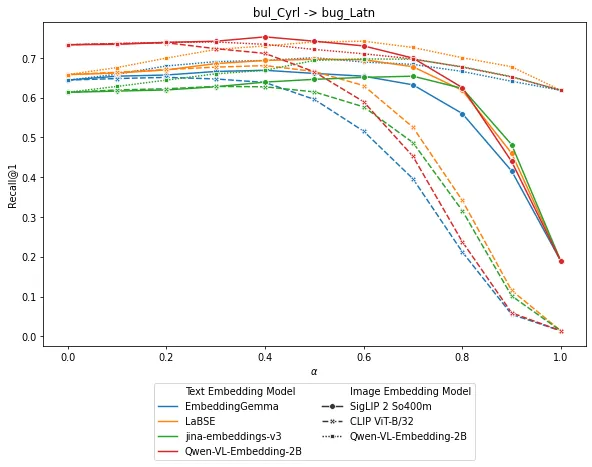 bul_Cyrl -> bug_Latn
Recall@1
0.7
0.6
0.5
0.4
0.3
0.2
0.1
0.0
0.0 0.2 0.4 0.6 0.8 1.0
α
Text Embedding Model Image Embedding Model
EmbeddingGemma SigLIP 2 So400m
LaBSE CLIP ViT-B/32
jina-embeddings-v3 Qwen-VL-Embedding-2B
Qwen-VL-Embedding-2B